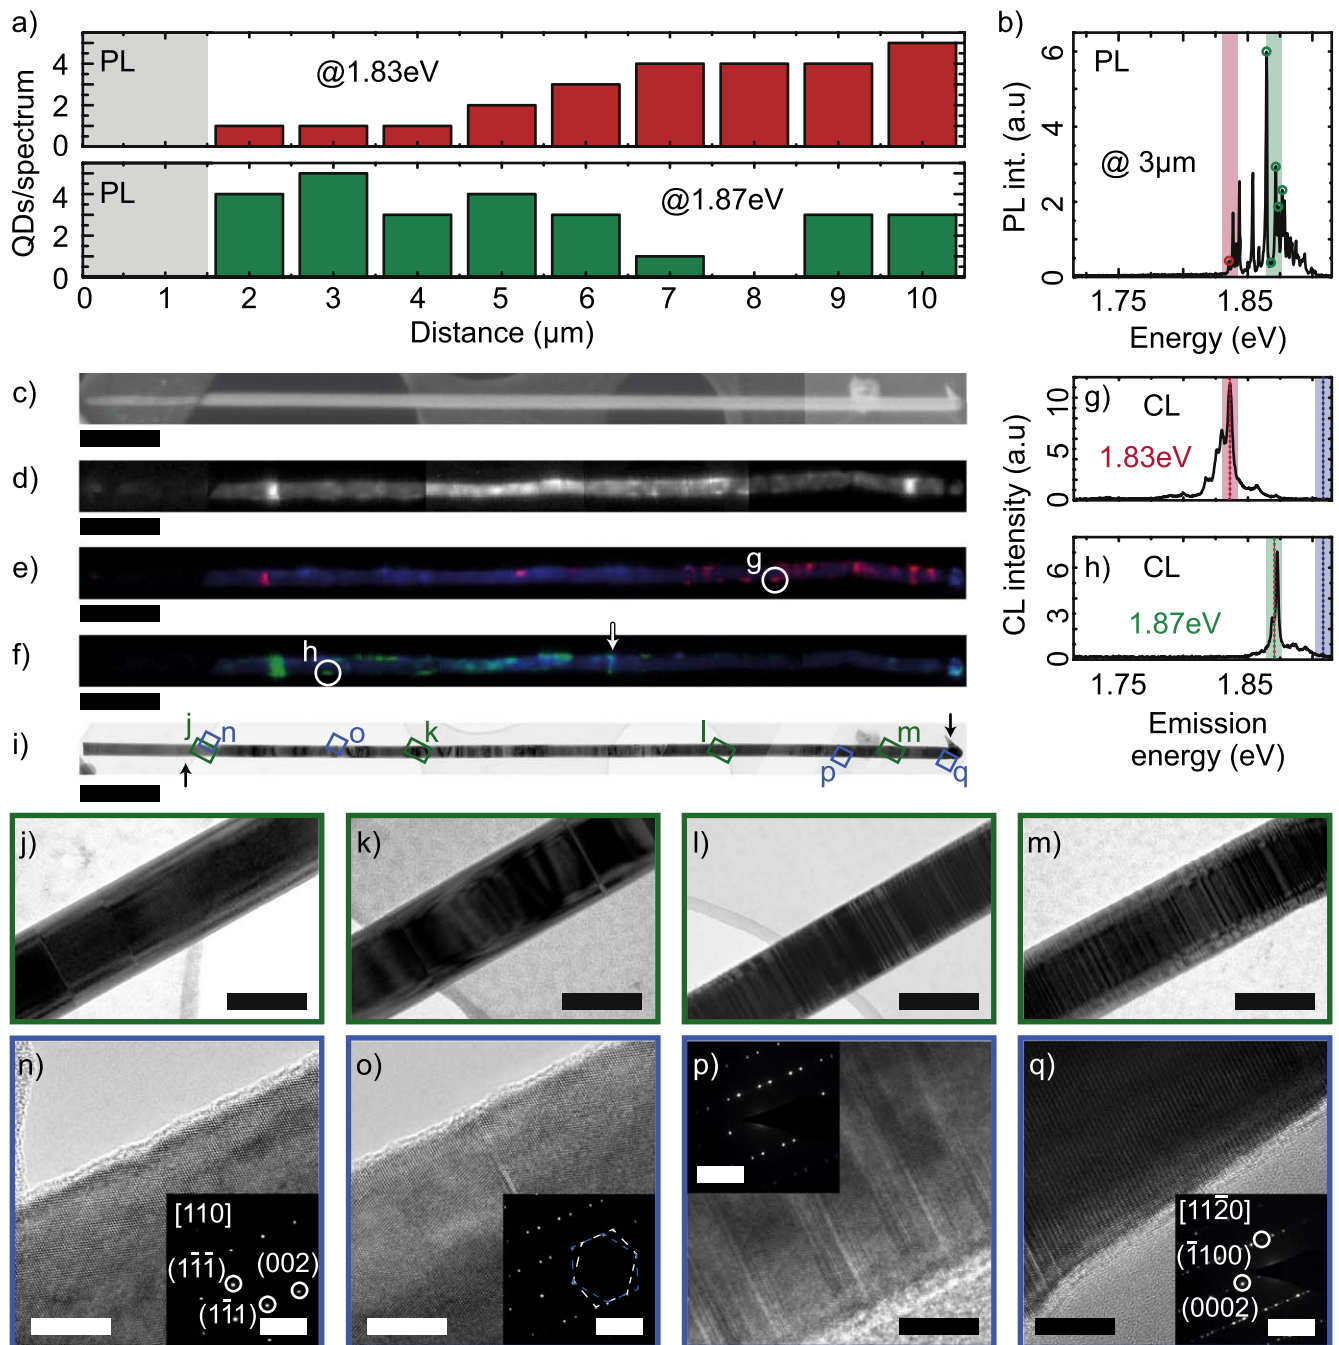 a)
QDs/spectrum
4
2
0
PL
@1.83eV
4
2
0
PL
@1.87eV
0 1 2 3 4 5 6 7 8 9 10
Distance (µm)
b)
PL int. (a.u)
6
4
2
0
PL
@ 3µm
1.75 1.85
Energy (eV)
c)
d)
e)
g
f)
h
i)
j
n
o
k
l
p
m
q
CL intensity (a.u)
10
5
0
g)
CL
1.83eV
6
3
0
h)
CL
1.87eV
1.75 1.85
Emission
energy (eV)
j)
k)
l)
m)
n)
[110]
(11̅1̅)
(002)
(11̅1)
o)
p)
q)
[112̅0]
(1̅100)
(0002)